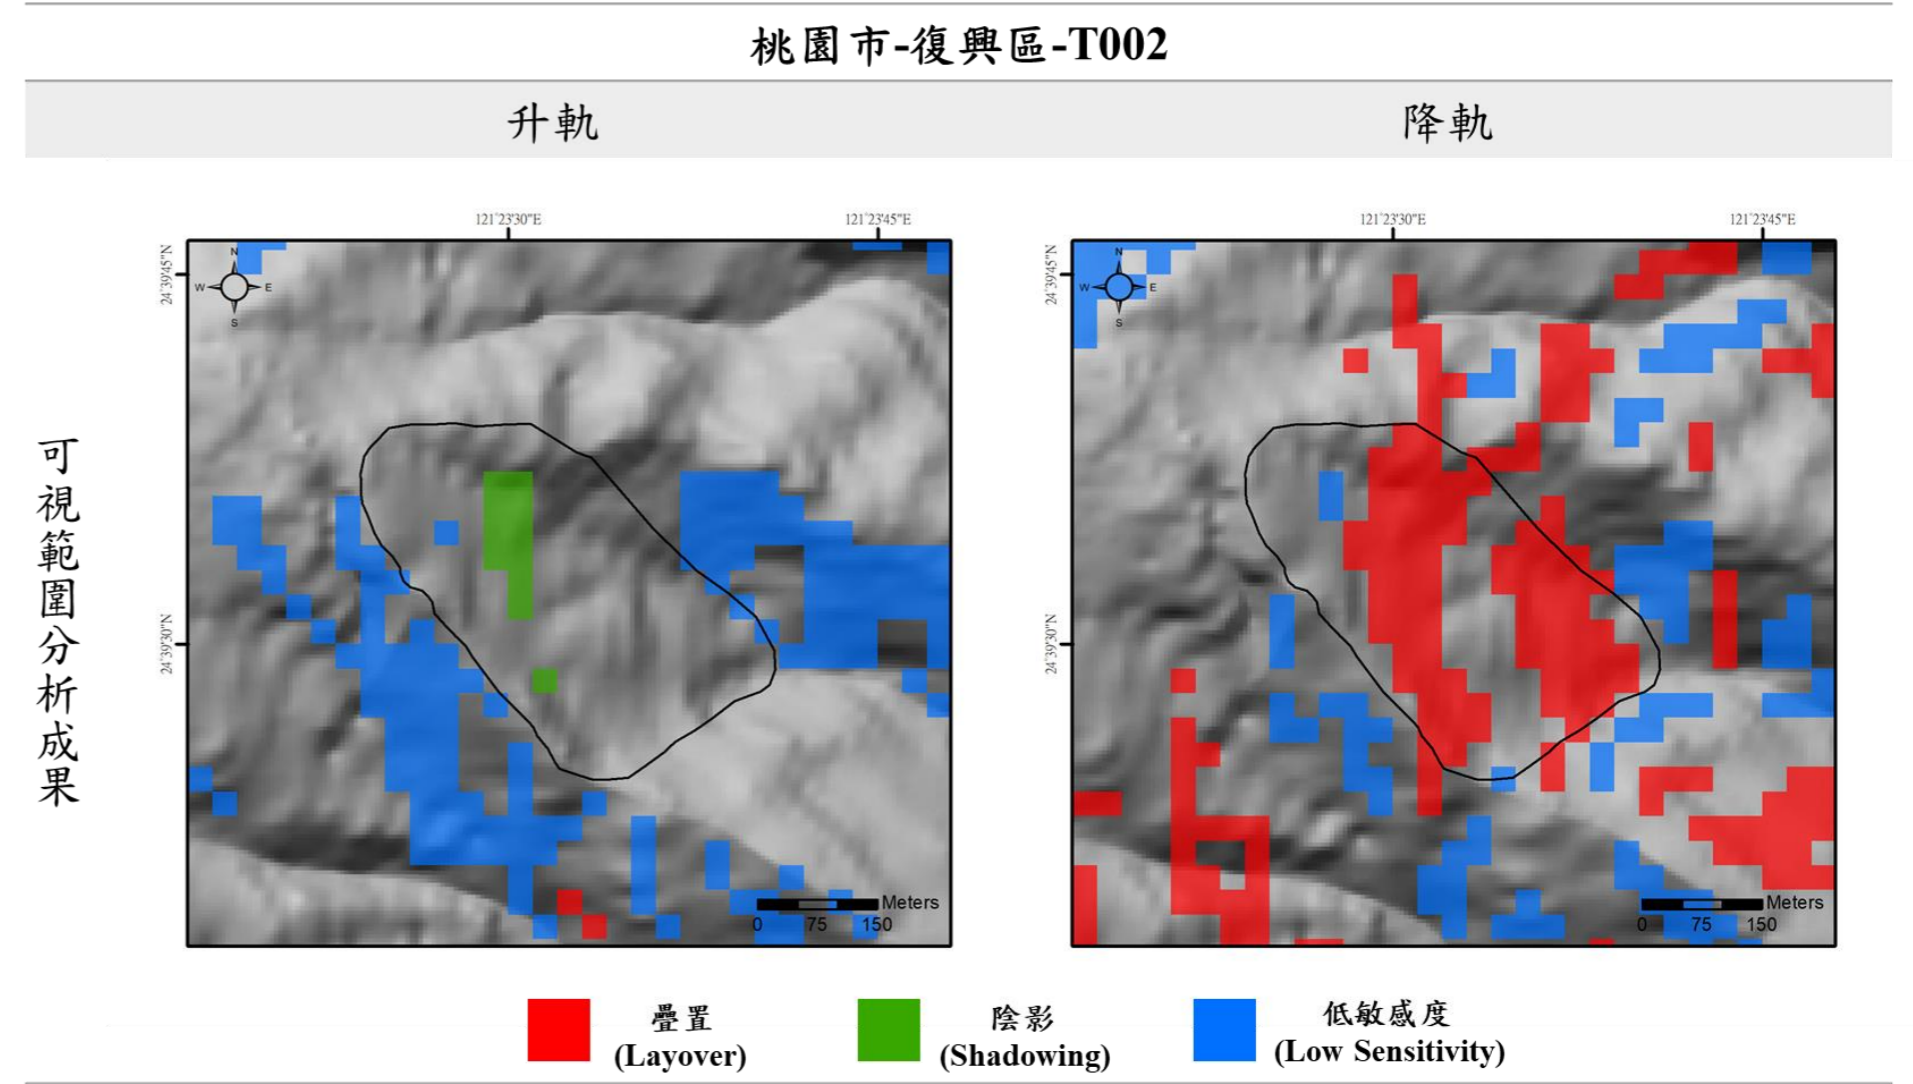 桃園市-復興區-T002
升軌
降軌
可視範圍分析成果
121°23'30"E
121°23'45"E
24°39'45"N
24°39'30"N
N
W
E
S
Meters
0
75
150
121°23'30"E
121°23'45"E
24°39'45"N
24°39'30"N
N
W
E
S
Meters
0
75
150
疊置
(Layover)
陰影
(Shadowing)
低敏感度
(Low Sensitivity)